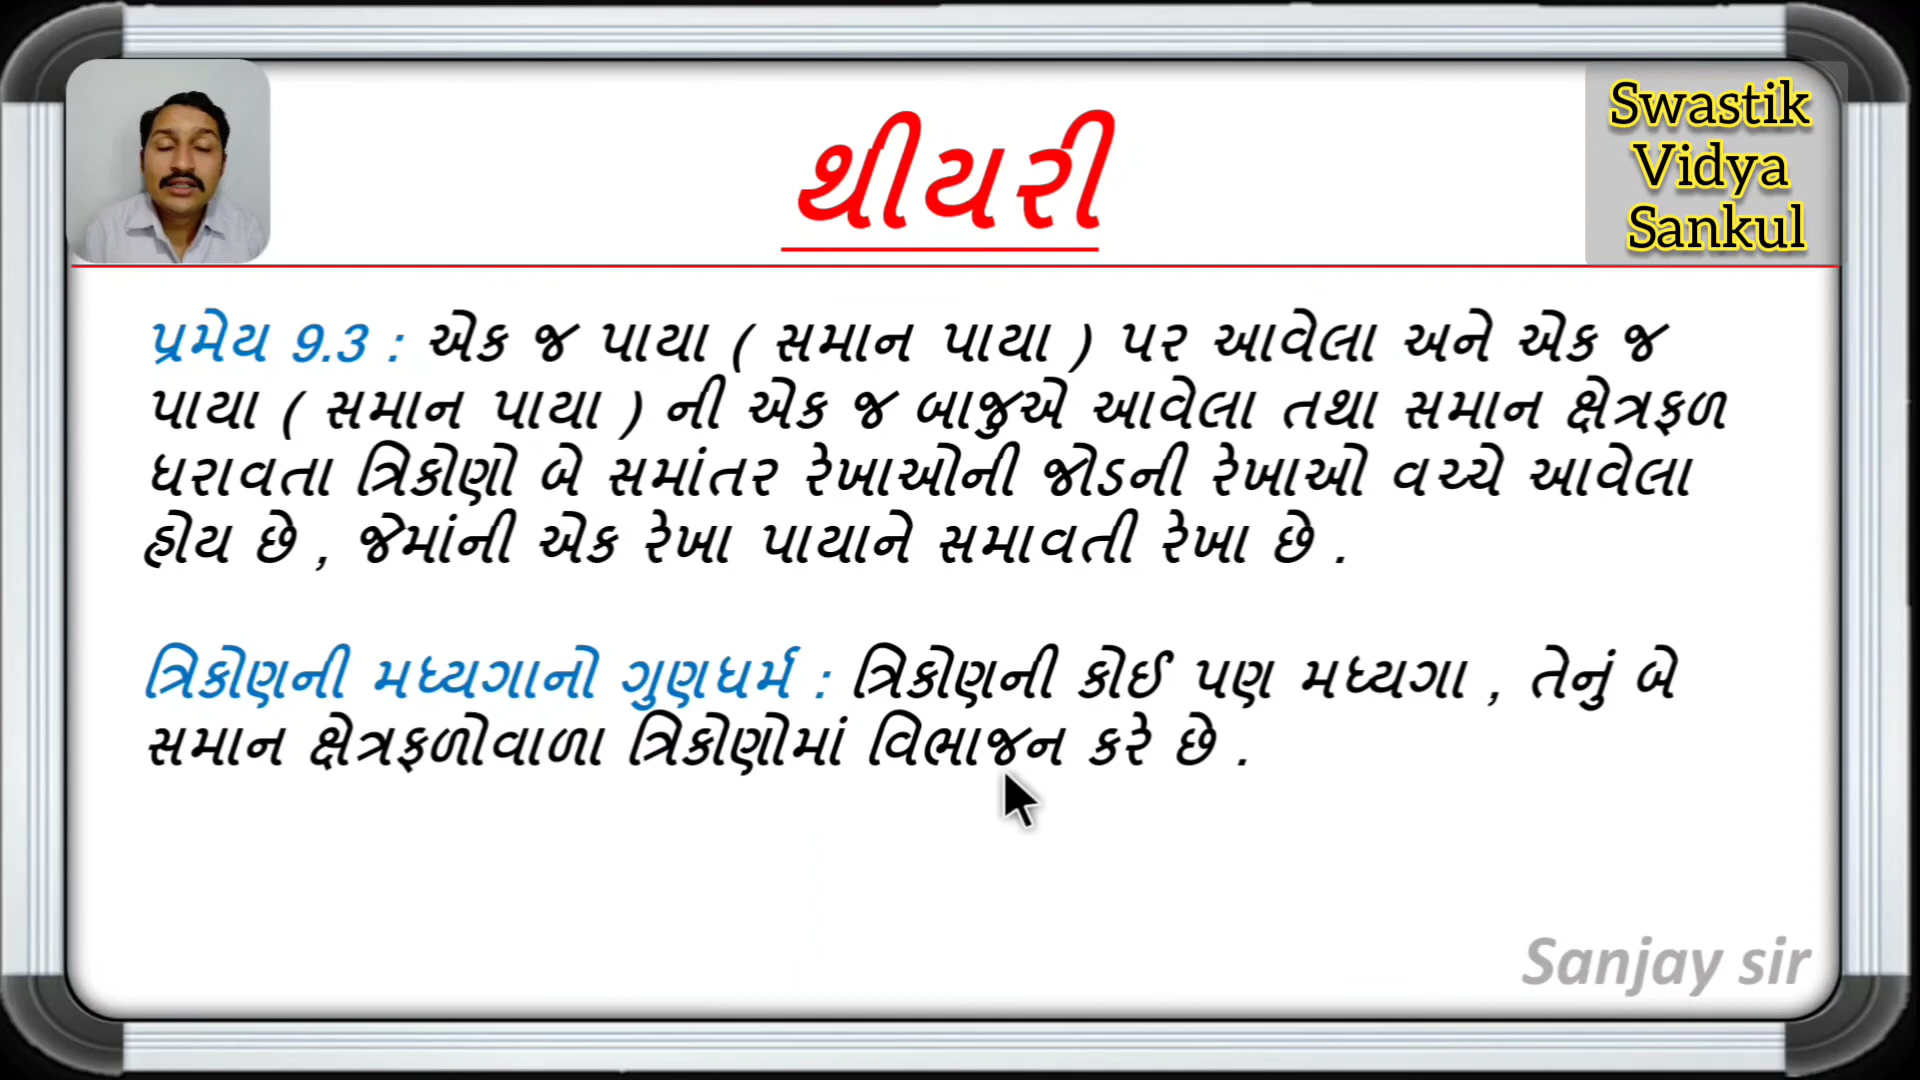 થીયરી
Swastik
Vidya
Sankul
પ્રમેય 9.3 : એક જ પાયા ( સમાન પાયા ) પર આવેલા અને એક જ
પાયા ( સમાન પાયા ) ની એક જ બાજુએ આવેલા તથા સમાન ક્ષેત્રફળ
ધરાવતા ત્રિકોણો બે સમાંતર રેખાઓની જોડની રેખાઓ વચ્ચે આવેલા
હોય છે , જેમાંની એક રેખા પાયાને સમાવતી રેખા છે .
ત્રિકોણની મધ્યગાનો ગુણધર્મ : ત્રિકોણની કોઈ પણ મધ્યગા , તેનું બે
સમાન ક્ષેત્રફળોવાળા ત્રિકોણોમાં વિભાજન કરે છે .
Sanjay sir